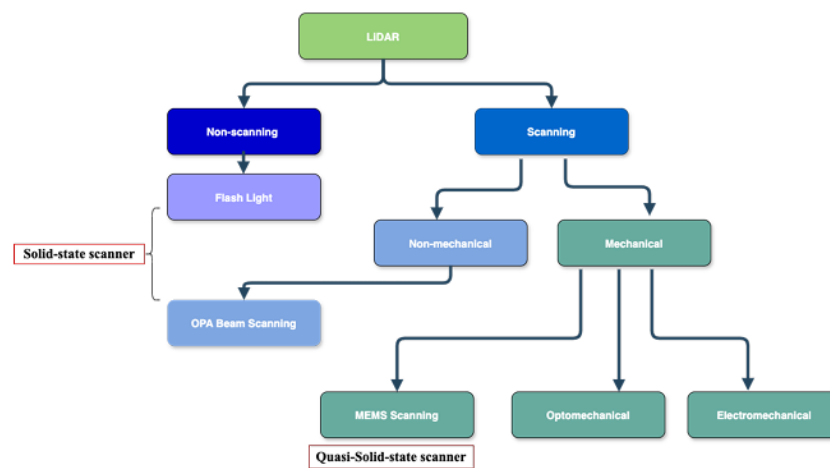 LiDAR
Non-scanning
Scanning
Flash Light
Non-mechanical
Mechanical
Solid-state scanner
OPA Beam Scanning
MEMS Scanning
Optomechanical
Electromechanical
Quasi-Solid-state scanner